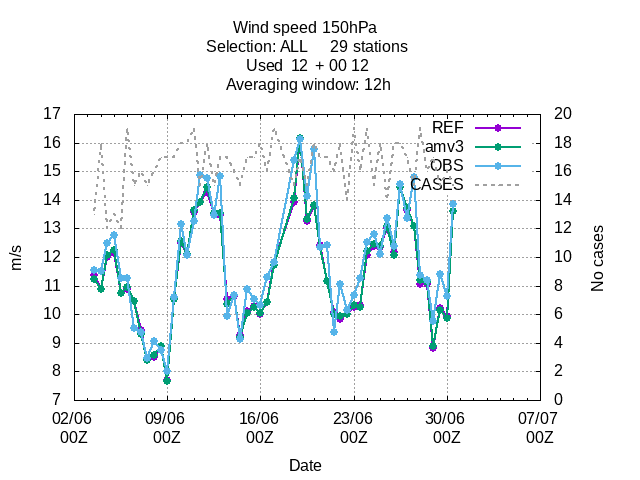 Wind speed 150hPa
Selection: ALL 29 stations
Used 12 + 00 12
Averaging window: 12h
17 20
16 18
15 16
14 14
13 12
12 10
11 8
10 6
9 4
8 2
7 0
REF
amv3
OBS
CASES
m/s
No cases
02/06 09/06 16/06 23/06 30/06 07/07
00Z 00Z 00Z 00Z 00Z 00Z
Date